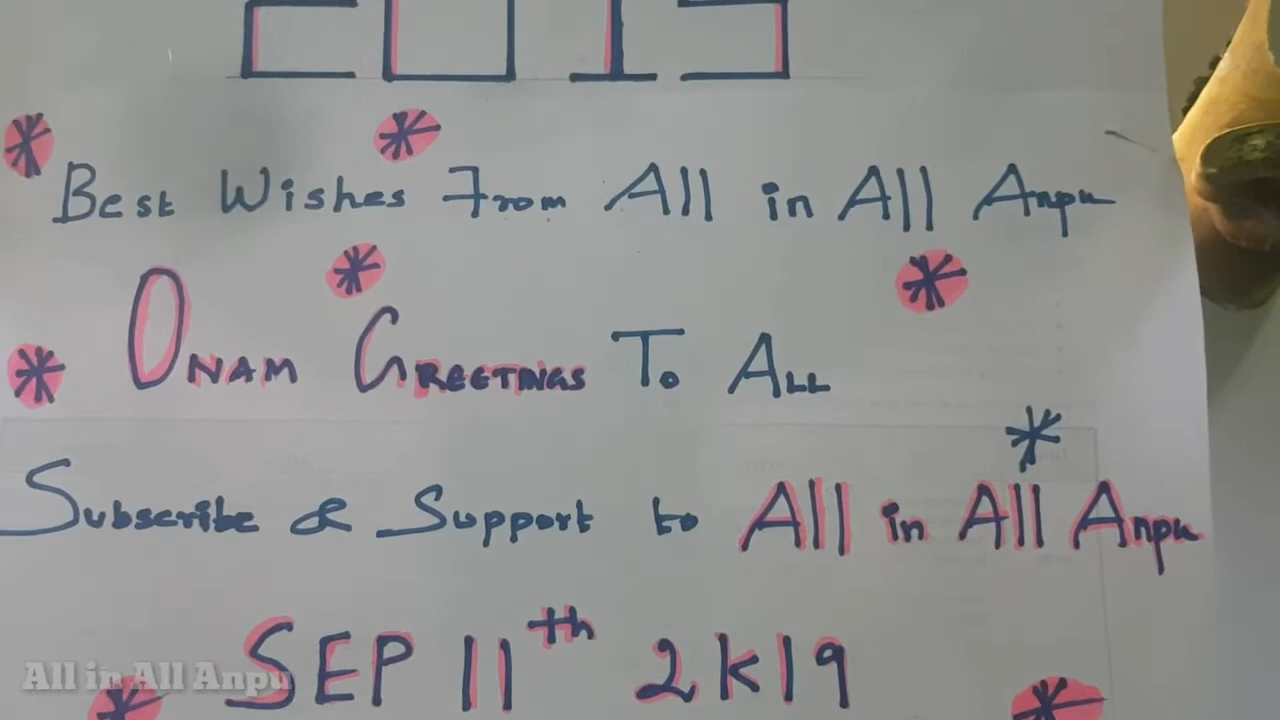 Best Wishes From All in All Anpu
Onam Greetings To All
Subscribe & Support to All in All Anpu
SEP 11th 2K19
All in All Anpu